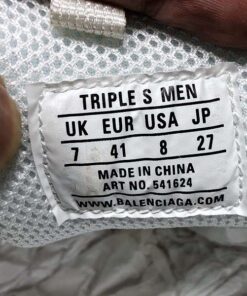 TRIPLE S MEN
UK EUR USA JP
7 41 8 27
MADE IN CHINA
ART NO. 541624
WWW.BALENCIAGA.COM